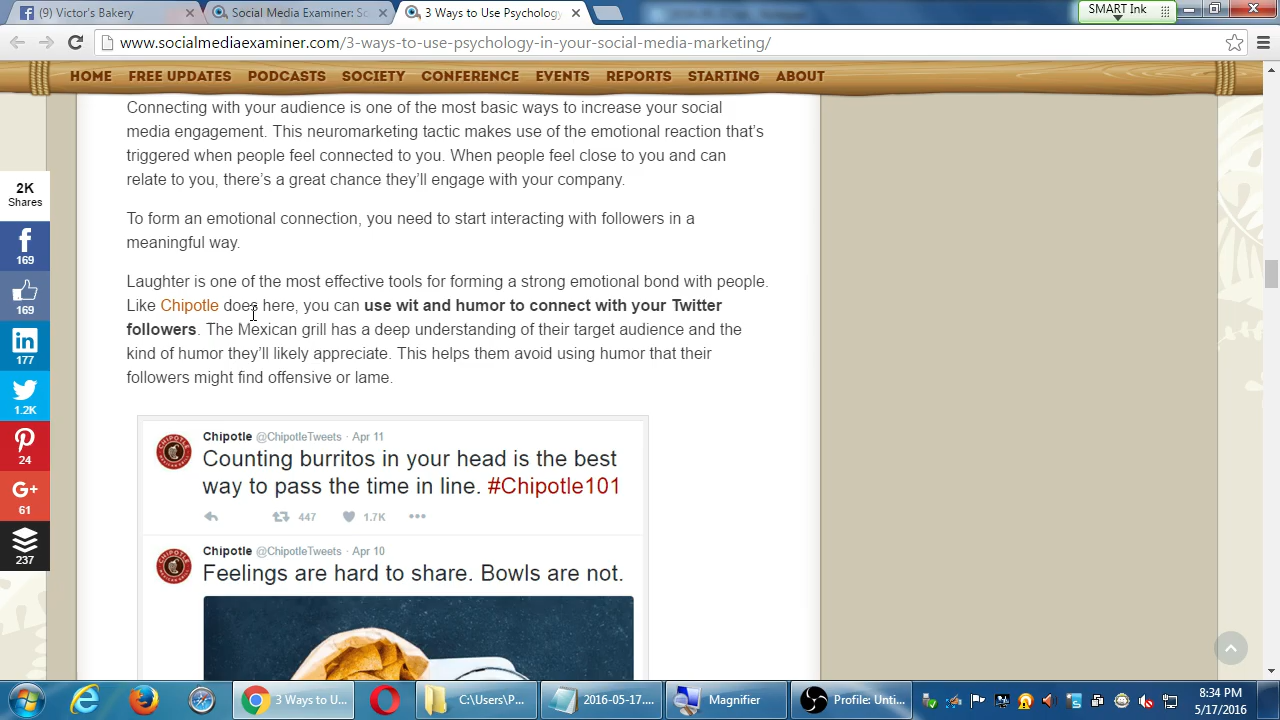 (9) Victor's Bakery
Social Media Examiner: So
3 Ways to Use Psycholog
SMART Ink
www.socialmediaexaminer.com/3-ways-to-use-psychology-in-your-social-media-marketing/
HOME FREE UPDATES PODCASTS SOCIETY CONFERENCE EVENTS REPORTS STARTING ABOUT
Connecting with your audience is one of the most basic ways to increase your social
media engagement. This neuromarketing tactic makes use of the emotional reaction that's
triggered when people feel connected to you. When people feel close to you and can
relate to you, there's a great chance they'll engage with your company.
To form an emotional connection, you need to start interacting with followers in a
meaningful way.
Laughter is one of the most effective tools for forming a strong emotional bond with people.
Like Chipotle does here, you can use wit and humor to connect with your Twitter
followers. The Mexican grill has a deep understanding of their target audience and the
kind of humor they'll likely appreciate. This helps them avoid using humor that their
followers might find offensive or lame.
2K
Shares
169
169
177
1.2K
24
G+
61
237
Chipotle @ChipotleTweets · Apr 11
Counting burritos in your head is the best
way to pass the time in line. #Chipotle101
447 1.7K
Chipotle @ChipotleTweets · Apr 10
Feelings are hard to share. Bowls are not.
3 Ways to U...
C:\Users\P...
2016-05-17....
Magnifier
Profile: Unti...
8:34 PM
5/17/2016